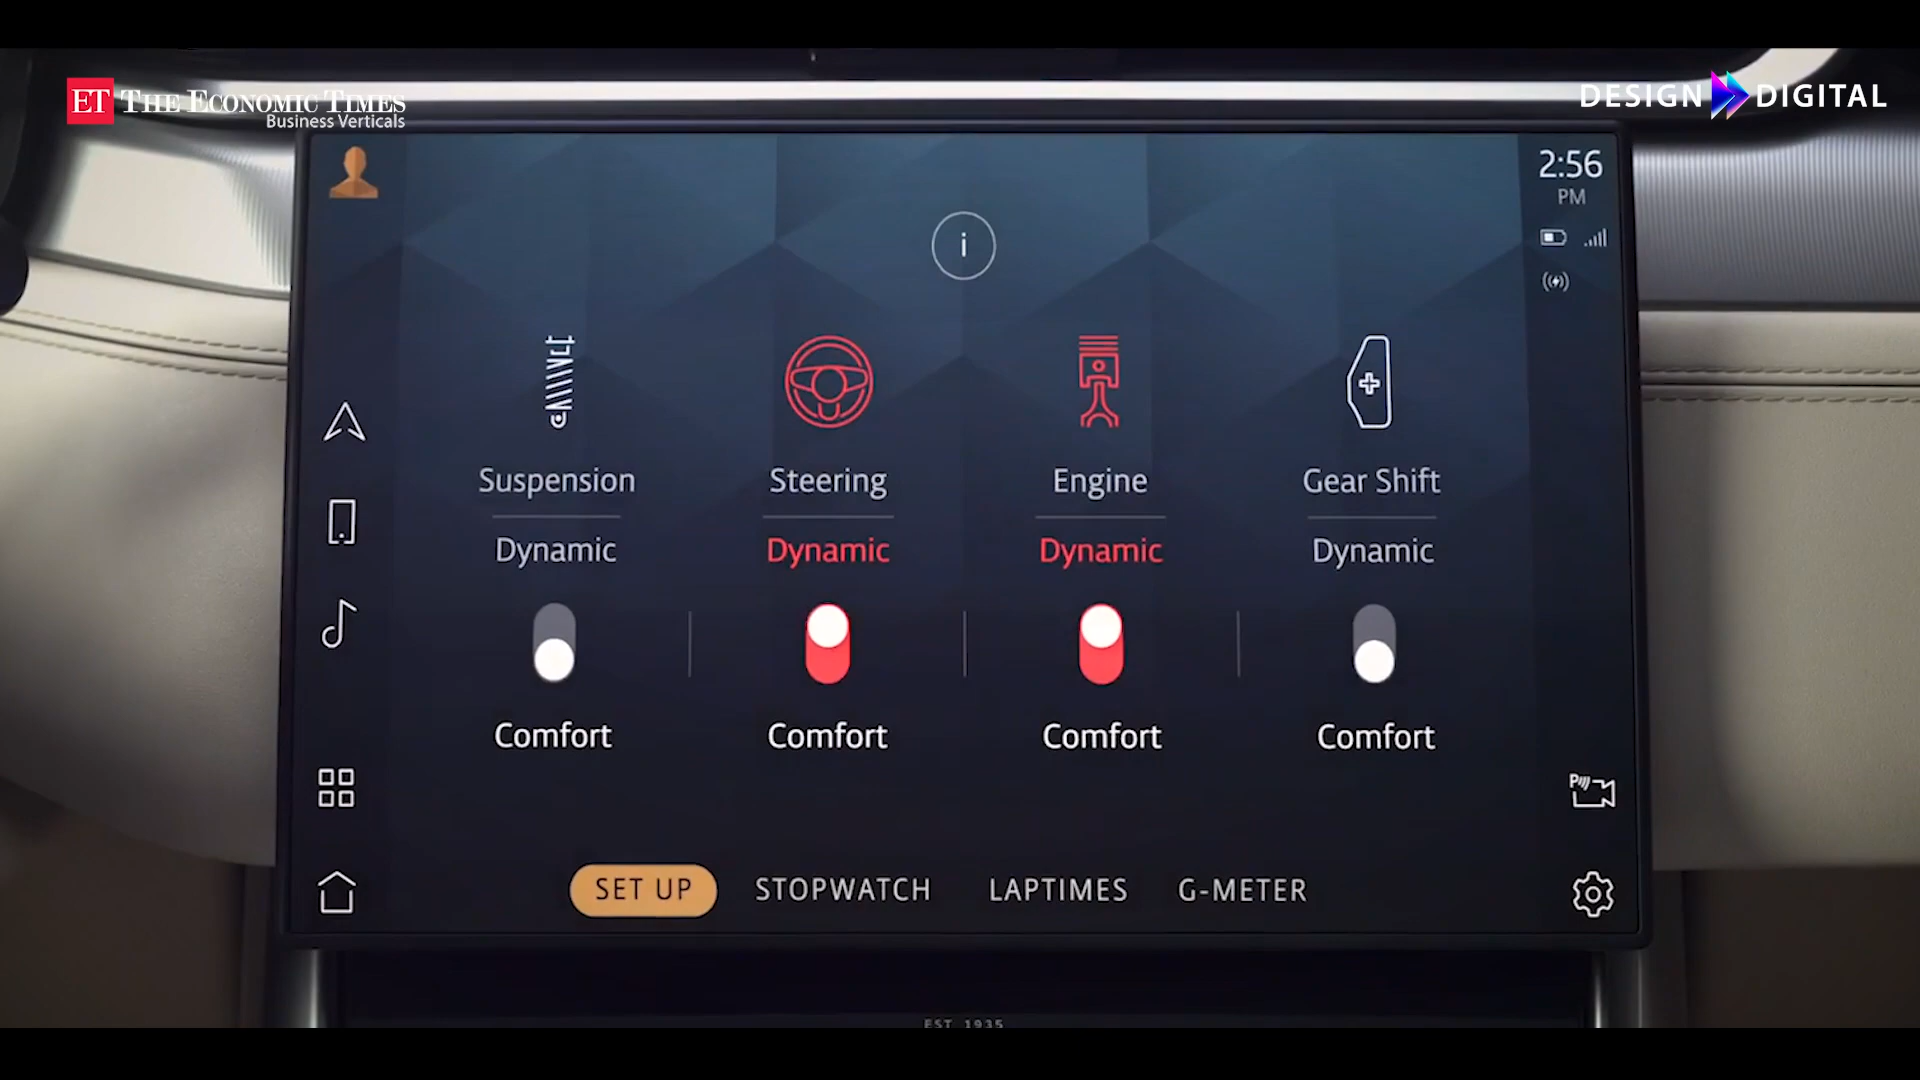 ET THE ECONOMIC TIMES
Business Verticals
DESIGN DIGITAL
2:56
PM
i
Suspension
Steering
Engine
Gear Shift
Dynamic
Dynamic
Dynamic
Dynamic
Comfort
Comfort
Comfort
Comfort
P
SET UP
STOPWATCH
LAPTIMES
G-METER
EST 1935